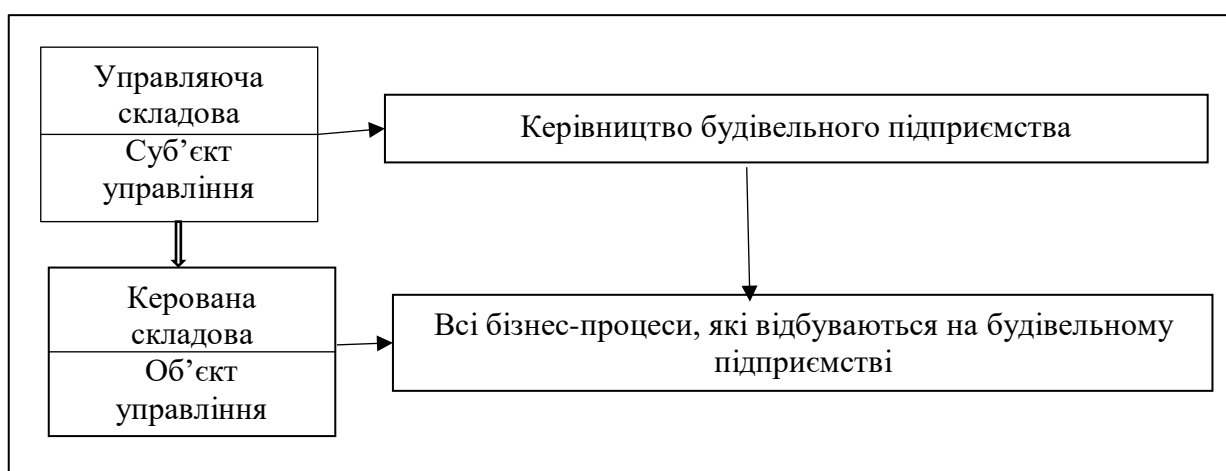 Управляюча
складова
Суб’єкт
управління
Керівництво будівельного підприємства
Керована
складова
Об’єкт
управління
Всі бізнес-процеси, які відбуваються на будівельному
підприємстві